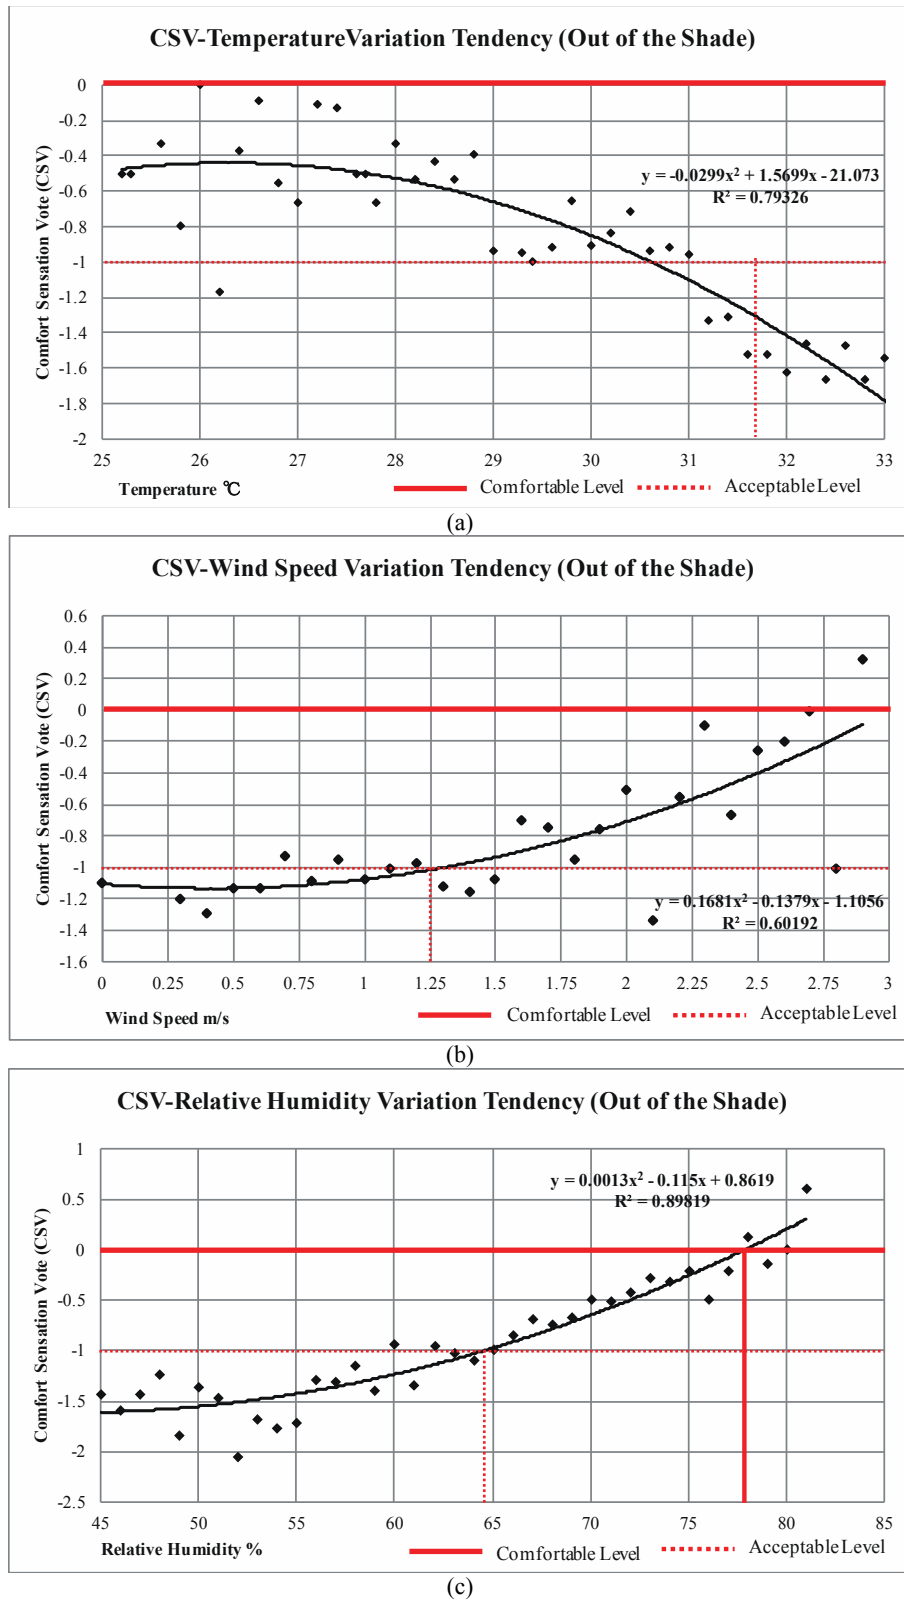 CSV-TemperatureVariation Tendency (Out of the Shade)
0
-0.2
-0.4
-0.6
-0.8
-1
-1.2
-1.4
-1.6
-1.8
-2
Comfort Sensation Vote (CSV)
y = -0.0299x² + 1.5699x - 21.073
R² = 0.79326
25 26 27 28 29 30 31 32 33
Temperature ℃
Comfortable Level Acceptable Level
(a)
CSV-Wind Speed Variation Tendency (Out of the Shade)
0.6
0.4
0.2
0
-0.2
-0.4
-0.6
-0.8
-1
-1.2
-1.4
-1.6
Comfort Sensation Vote (CSV)
y = 0.1681x² - 0.1379x - 1.1056
R² = 0.60192
0 0.25 0.5 0.75 1 1.25 1.5 1.75 2 2.25 2.5 2.75 3
Wind Speed m/s
Comfortable Level Acceptable Level
(b)
CSV-Relative Humidity Variation Tendency (Out of the Shade)
1
0.5
0
-0.5
-1
-1.5
-2
-2.5
Comfort Sensation Vote (CSV)
y = 0.0013x² - 0.115x + 0.8619
R² = 0.89819
45 50 55 60 65 70 75 80 85
Relative Humidity %
Comfortable Level Acceptable Level
(c)